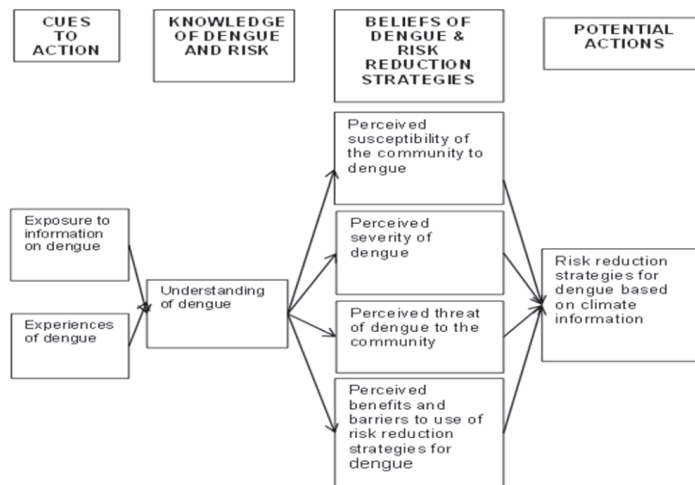 CUES
TO
ACTION
KNOWLEDGE
OF DENGUE
AND RISK
BELIEFS OF
DENGUE &
RISK
REDUCTION
STRATEGIES
POTENTIAL
ACTIONS
Exposure to
information
on dengue
Experiences
of dengue
Understanding
of dengue
Perceived
susceptibility of
the community to
dengue
Perceived
severity of
dengue
Perceived threat
of dengue to the
community
Perceived
benefits and
barriers to use of
risk reduction
strategies for
dengue
Risk reduction
strategies for
dengue based
on climate
information